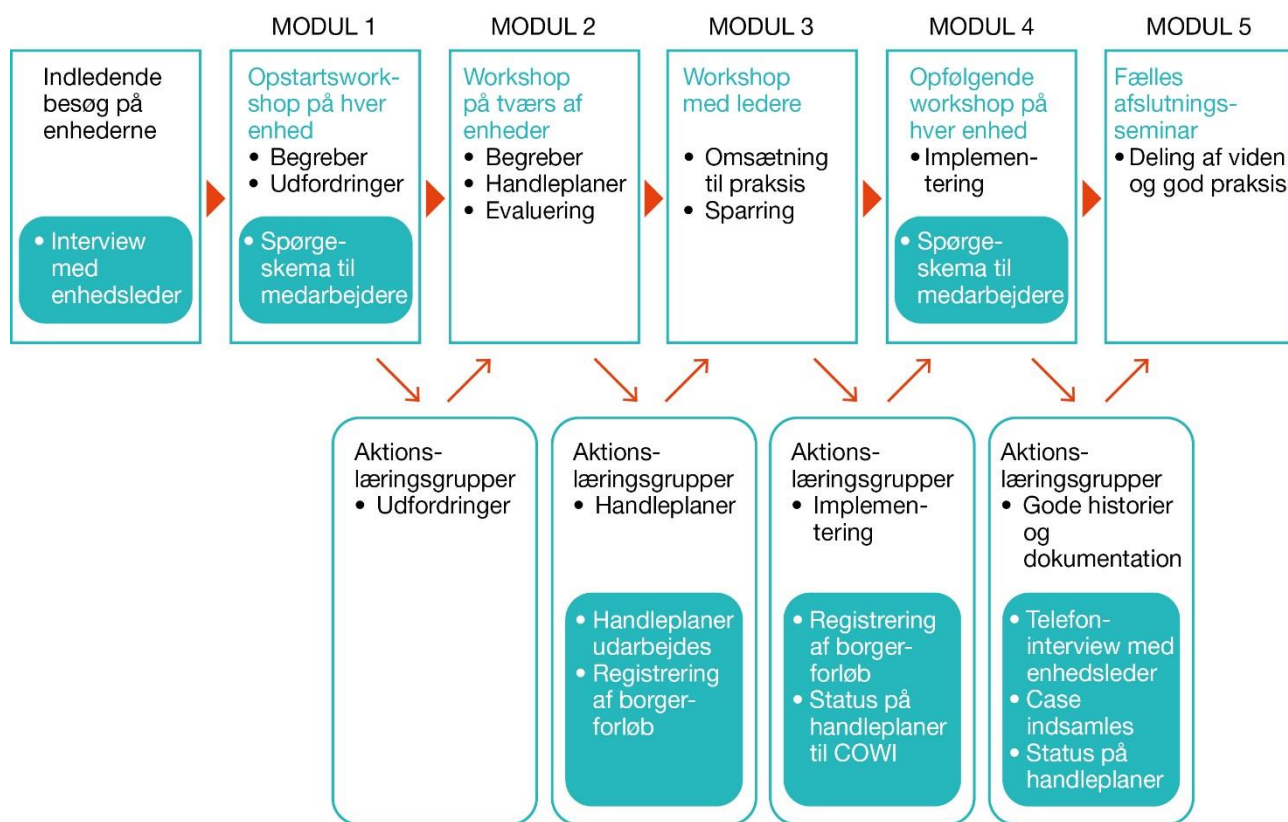 MODUL 1
MODUL 2
MODUL 3
MODUL 4
MODUL 5
Indledende
besøg på
enhederne
• Interview
med
enhedsleder
Opstartswork-
shop på hver
enhed
• Begreber
• Udfordringer
• Spørge-
skema til
medarbejdere
Workshop
på tværs af
enheder
• Begreber
• Handleplaner
• Evaluering
Workshop
med ledere
• Omsætning
til praksis
• Sparring
Opfølgende
workshop på
hver enhed
• Implemen-
tering
• Spørge-
skema til
medarbejdere
Fælles
afslutnings-
seminar
• Deling af viden
og god praksis
Aktions-
læringsgrupper
• Udfordringer
Aktions-
læringsgrupper
• Handleplaner
• Handleplaner
udarbejdes
• Registrering
af borger-
forløb
Aktions-
læringsgrupper
• Implemen-
tering
• Registrering
af borger-
forløb
• Status på
handleplaner
til COWI
Aktions-
læringsgrupper
• Gode historier
og
dokumentation
• Telefon-
interview med
enhedsleder
• Case
indsamles
• Status på
handleplaner